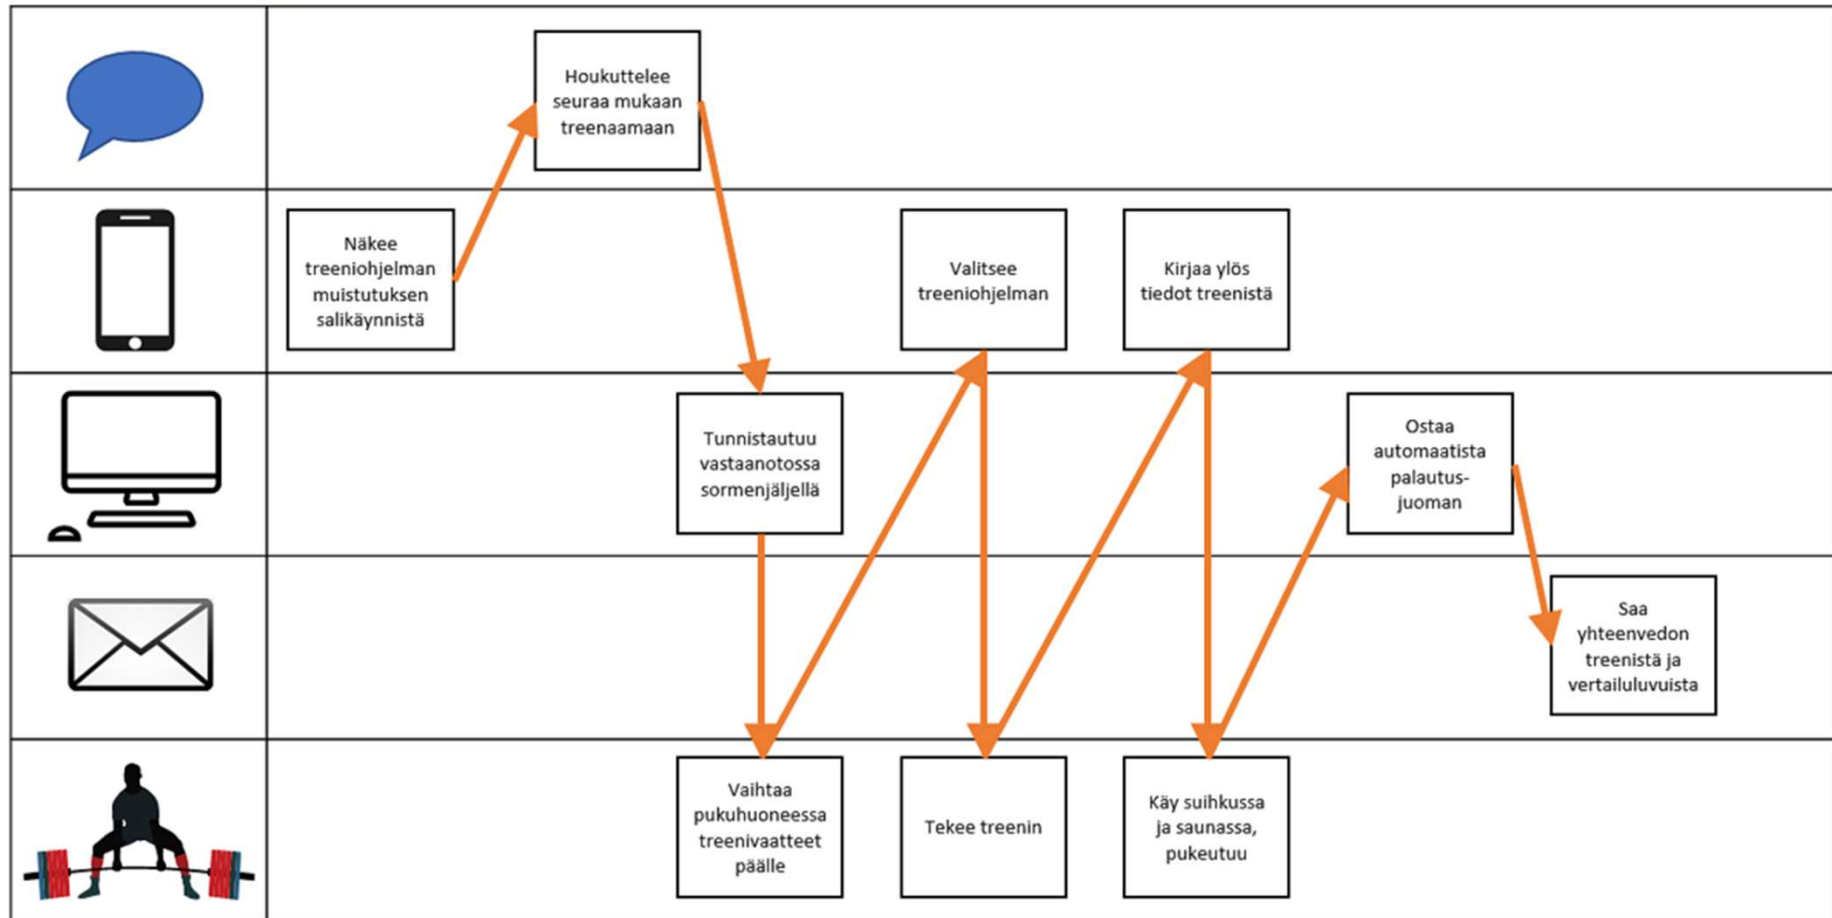 Houkuttelee
seuraa mukaan
treenaamaan
Näkee
treeniohjelman
muistutuksen
salikäynnistä
Valitsee
treeniohjelman
Kirjaa ylös
tiedot treenistä
Tunnistautuu
vastaanotossa
sormenjäljellä
Ostaa
automaatista
palautus-
juoman
Saa
yhteenvedon
treenistä ja
vertailuluvuista
Vaihtaa
pukuhuoneessa
treenivaatteet
päälle
Tekee treenin
Käy suihkussa
ja saunassa,
pukeutuu